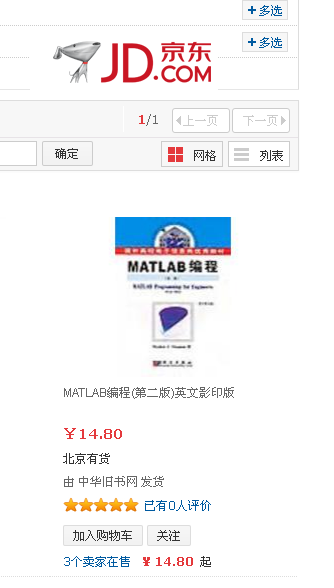 + 多选
+ 多选
JD.京东
.COM
1/1
上一页
下一页
确定
网格
列表
MATLAB编程
MATLAB Programming for Engineers
MATLAB编程(第二版)英文影印版
￥14.80
北京有货
由 中华旧书网 发货
已有0人评价
加入购物车
关注
3个卖家在售 ￥14.80 起